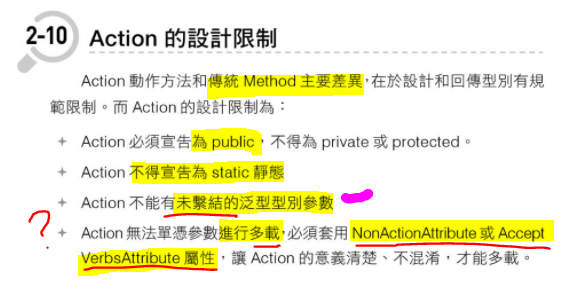 2-10 Action 的設計限制
Action 動作方法和傳統 Method 主要差異，在於設計和回傳型別有規
範限制。而 Action 的設計限制為：
+ Action 必須宣告為 public，不得為 private 或 protected。
+ Action 不得宣告為 static 靜態
+ Action 不能有未繫結的泛型型別參數
? + Action 無法單憑參數進行多載，必須套用 NonActionAttribute 或 Accept
VerbsAttribute 屬性，讓 Action 的意義清楚、不混淆，才能多載。